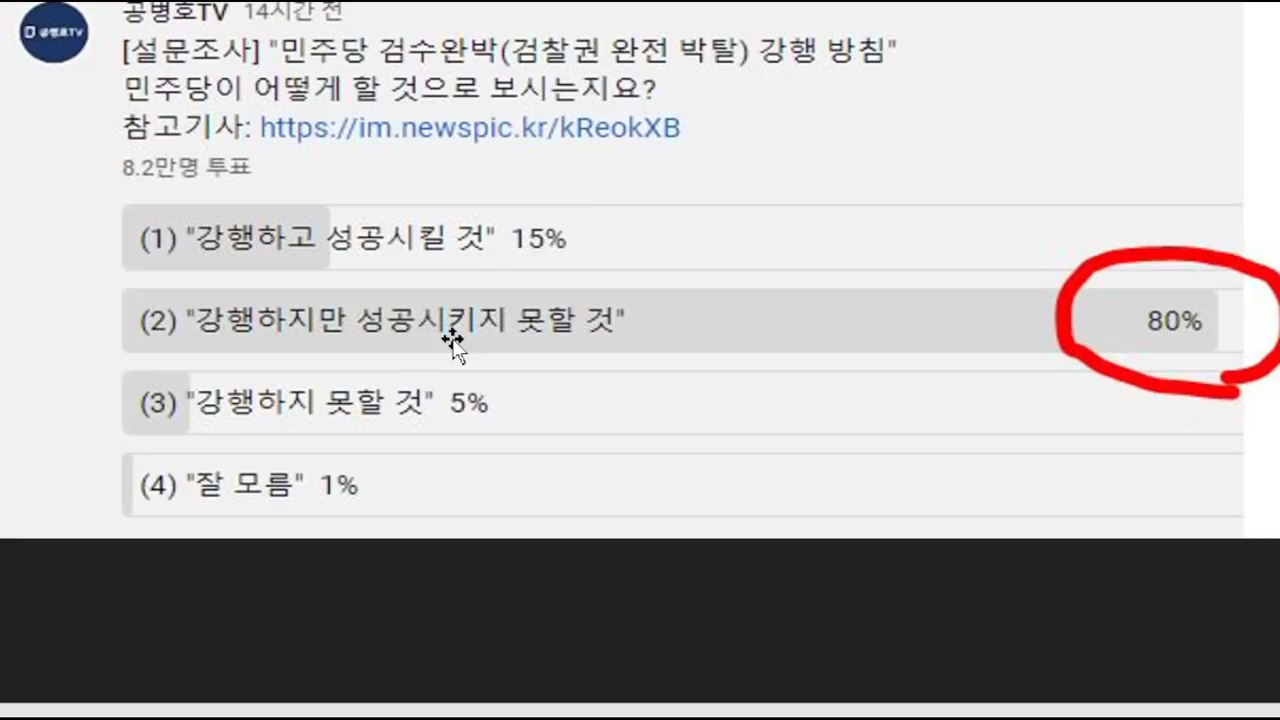 공병호TV 14시간 전
공병호TV
[설문조사] "민주당 검수완박(검찰권 완전 박탈) 강행 방침"
민주당이 어떻게 할 것으로 보시는지요?
참고기사: https://im.newspic.kr/kReokXB
8.2만명 투표
(1) "강행하고 성공시킬 것" 15%
(2) "강행하지만 성공시키지 못할 것" 80%
(3) "강행하지 못할 것" 5%
(4) "잘 모름" 1%